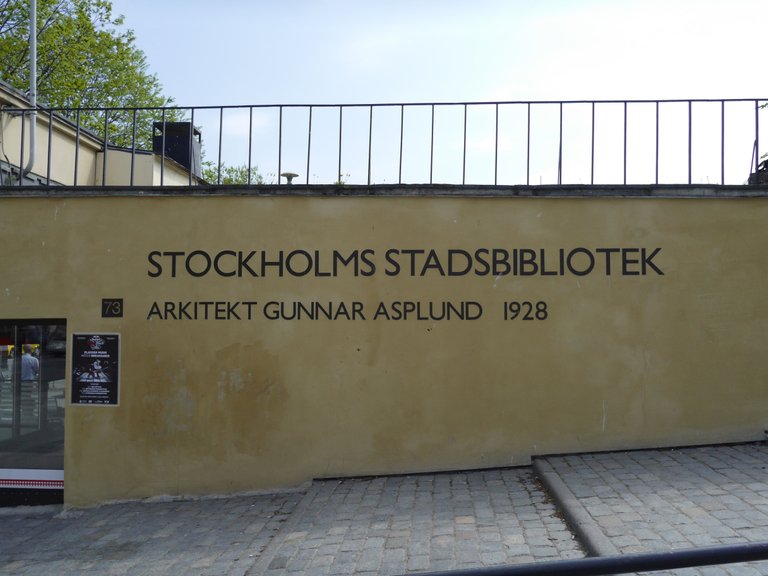 STOCKHOLMS STADSBIBLIOTEK
73
ARKITEKT GUNNAR ASPLUND 1928